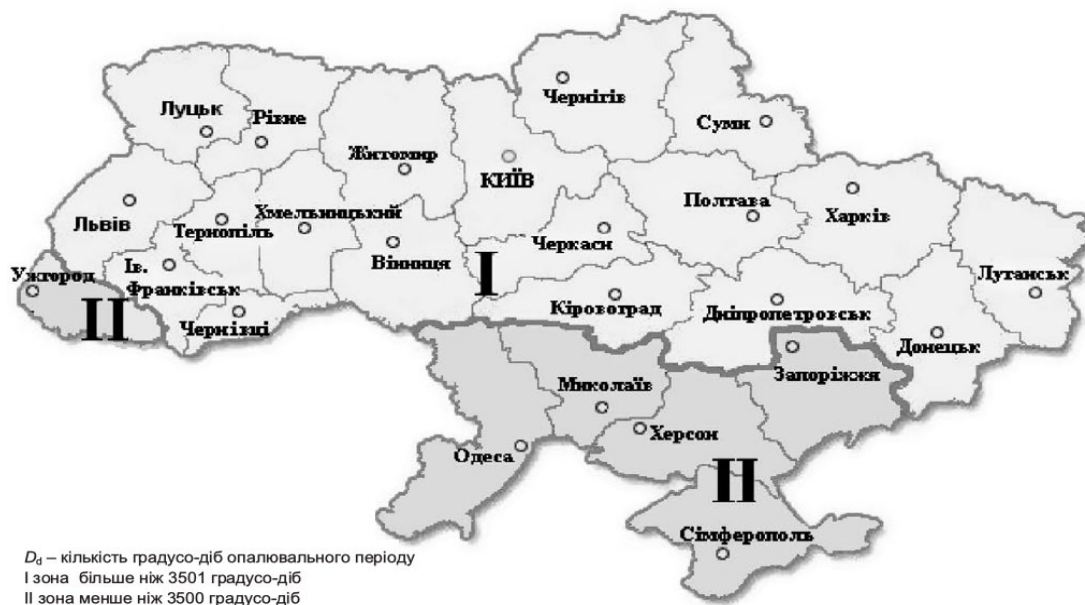 Чернігів
Луцьк
Рівне
Суми
Житомир
КИЇВ
Полтава
Харків
Львів
Тернопіль
Хмельницький
Черкаси
Вінниця
I
Ужгород
Ів.
Франківськ
II
Чернівці
Кіровоград
Дніпропетровськ
Луганськ
Донецьк
Запоріжжя
Миколаїв
Херсон
Одеса
II
Сімферополь
Dd – кількість градусо-діб опалювального періоду
I зона більше ніж 3501 градусо-діб
II зона менше ніж 3500 градусо-діб